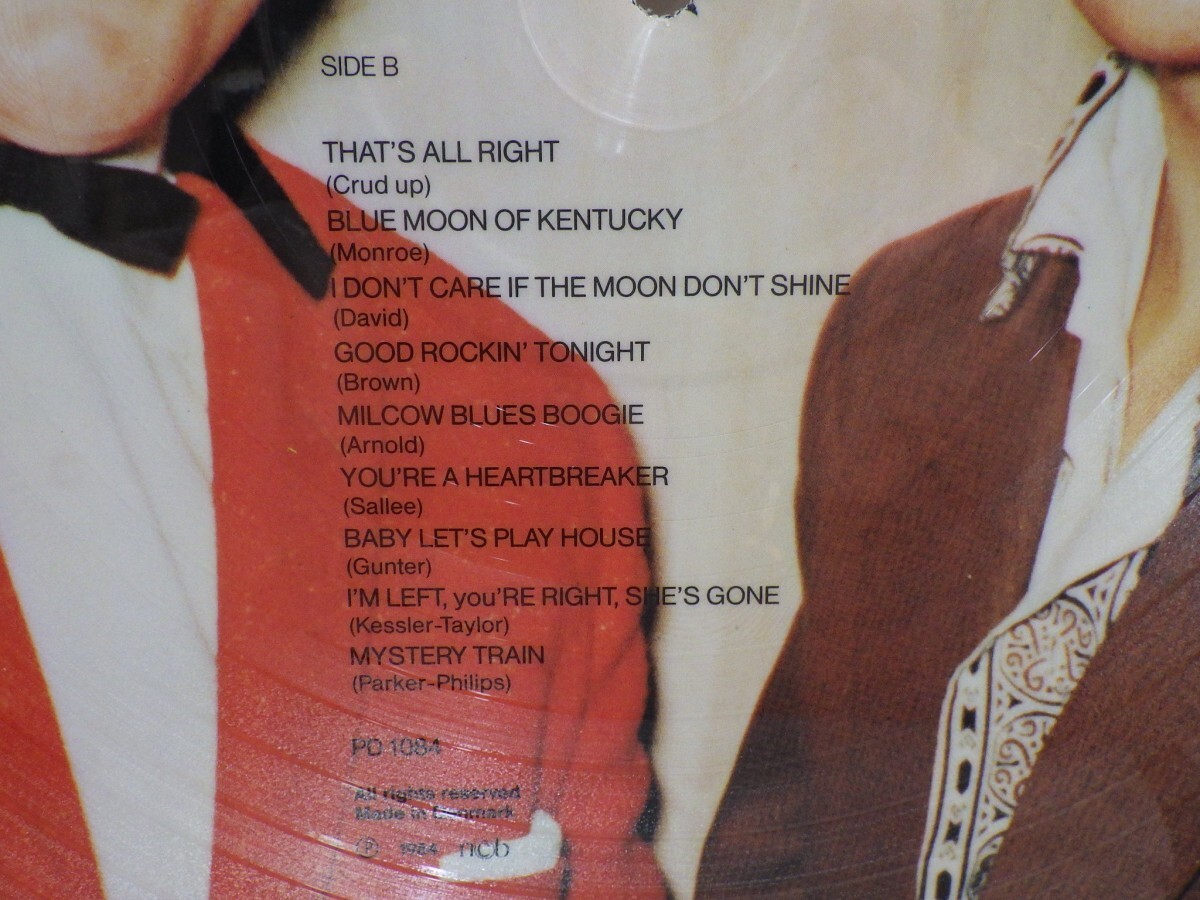 SIDE B
THAT'S ALL RIGHT
(Crud up)
BLUE MOON OF KENTUCKY
(Monroe)
I DON'T CARE IF THE MOON DON'T SHINE
(David)
GOOD ROCKIN' TONIGHT
(Brown)
MILCOW BLUES BOOGIE
(Arnold)
YOU'RE A HEARTBREAKER
(Sallee)
BABY LET'S PLAY HOUSE
(Gunter)
I'M LEFT, you'RE RIGHT, SHE'S GONE
(Kessler-Taylor)
MYSTERY TRAIN
(Parker-Philips)
PD 1084
All rights reserved
Made in Denmark
℗ 1984 ncb